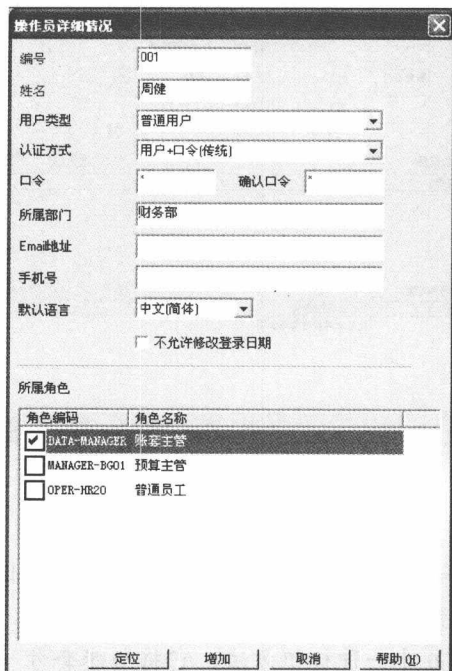 操作员详细情况
编号 001
姓名 周健
用户类型 普通用户
认证方式 用户+口令(传统)
口令 * 确认口令 *
所属部门 财务部
Email地址
手机号
默认语言 中文(简体)
不允许修改登录日期
所属角色
角色编码 角色名称
DATA-MANAGER 账套主管
MANAGER-BG01 预算主管
OPER-HR20 普通员工
定位 增加 取消 帮助(H)